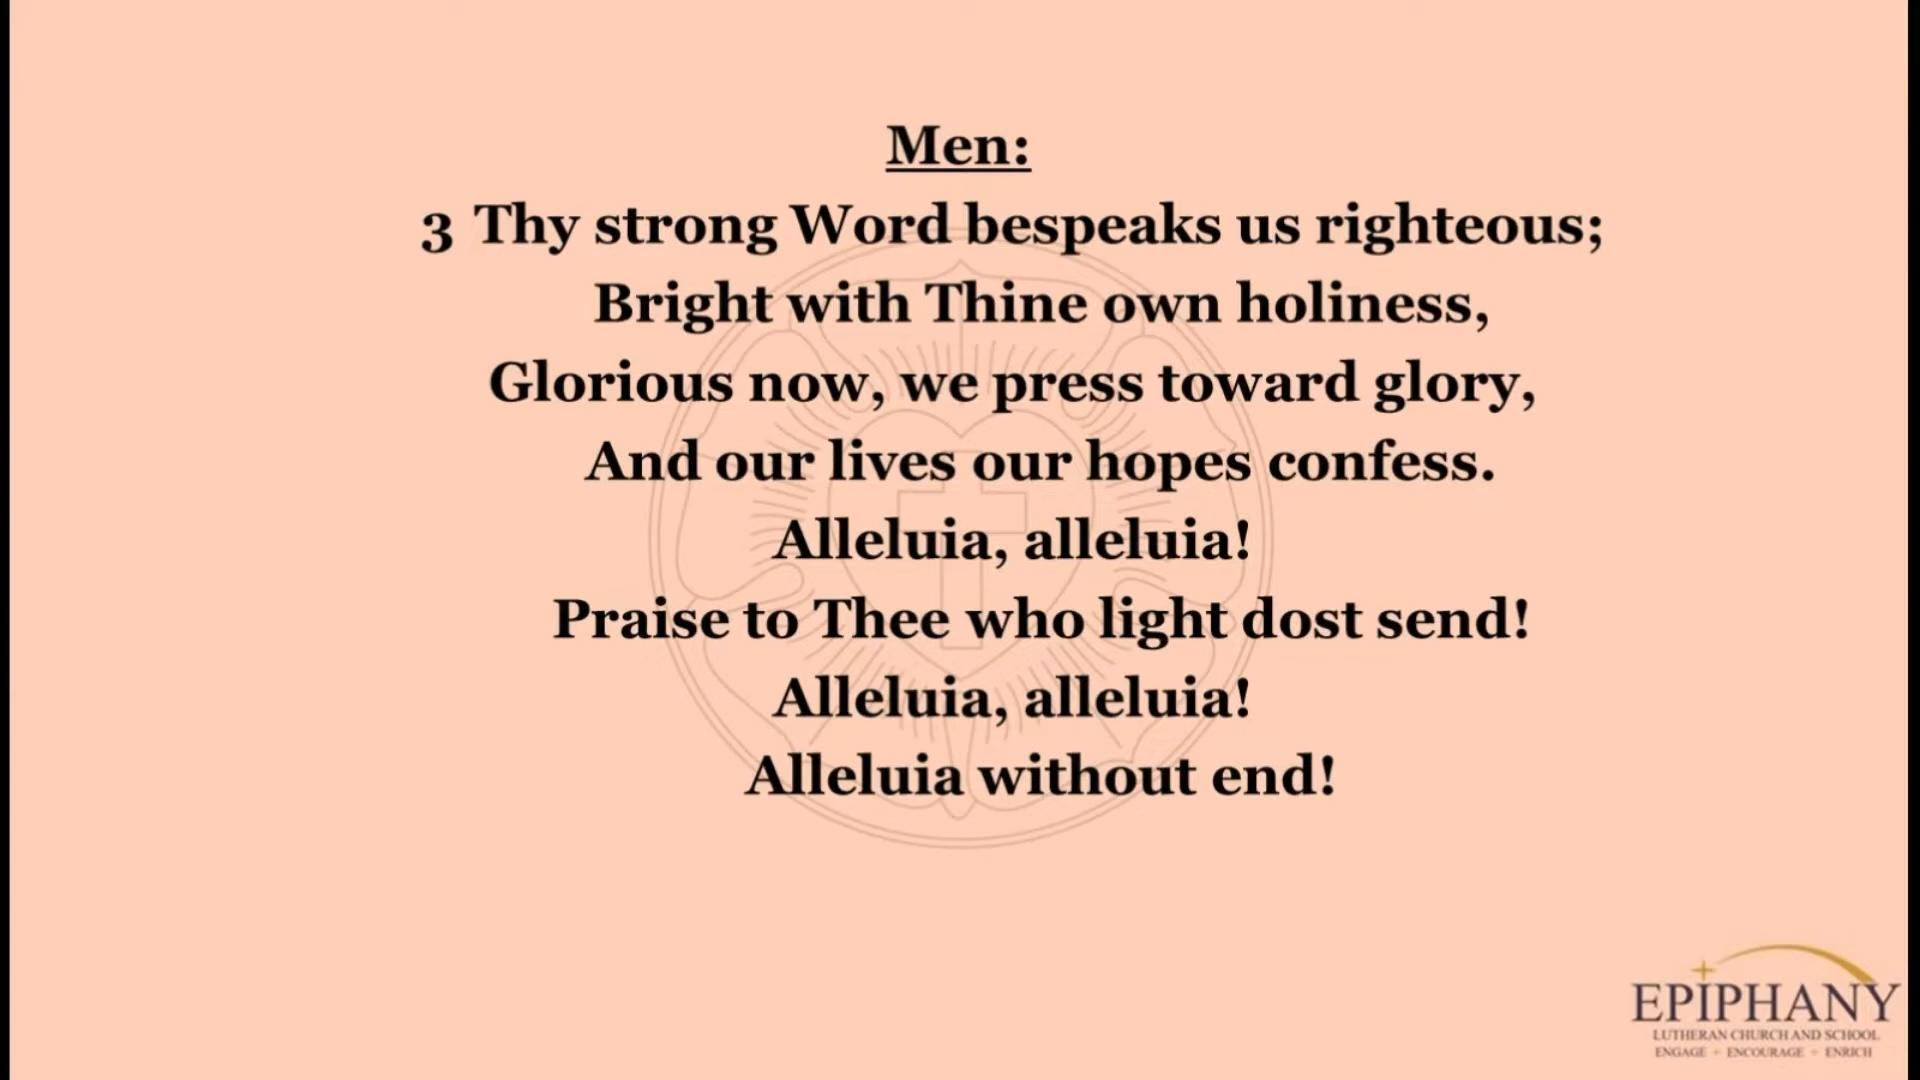 Men:
3 Thy strong Word bespeaks us righteous;
Bright with Thine own holiness,
Glorious now, we press toward glory,
And our lives our hopes confess.
Alleluia, alleluia!
Praise to Thee who light dost send!
Alleluia, alleluia!
Alleluia without end!
EPIPHANY
LUTHERAN CHURCH AND SCHOOL
ENGAGE + ENCOURAGE + ENRICH